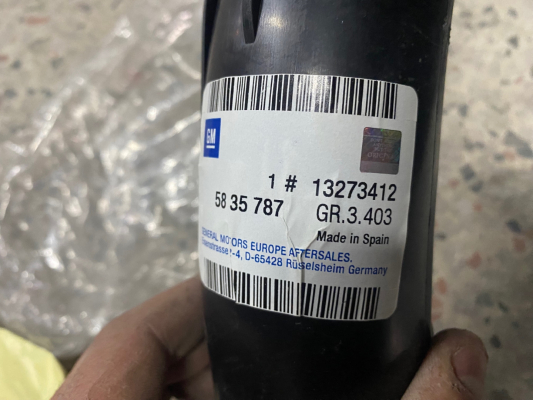 GM
1 # 13273412
58 35 787 GR.3.403
Made in Spain
GENERAL MOTORS EUROPE AFTERSALES.
-4, D-65428 Rüsselsheim Germany